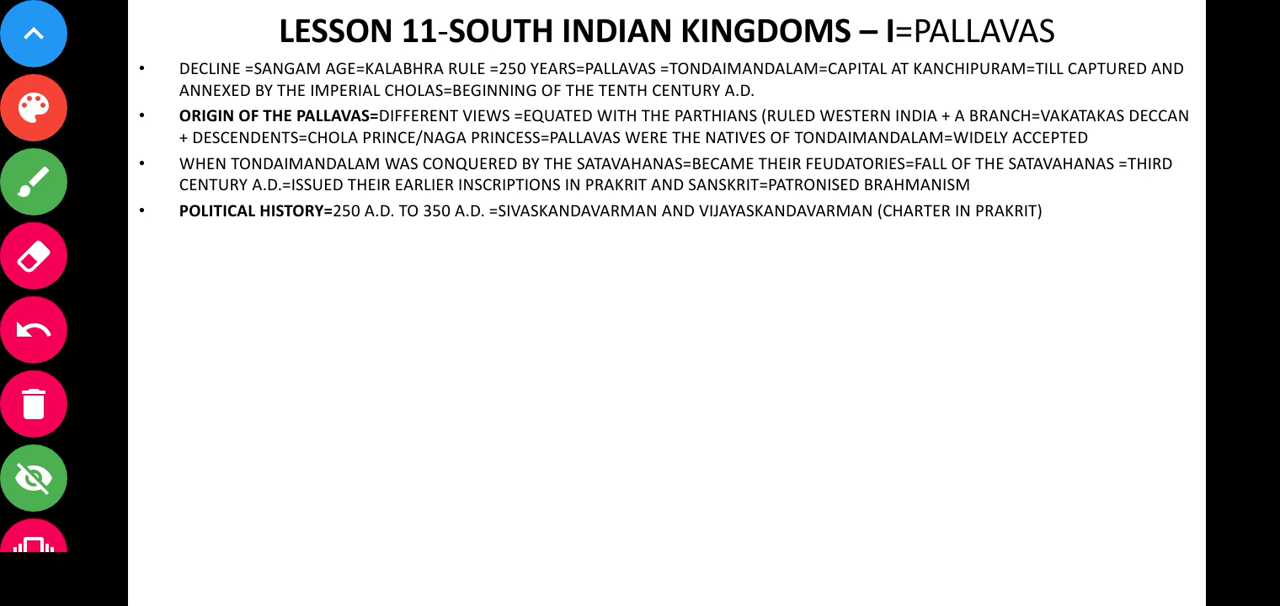 LESSON 11-SOUTH INDIAN KINGDOMS – I=PALLAVAS
• DECLINE =SANGAM AGE=KALABHRA RULE =250 YEARS=PALLAVAS =TONDAIMANDALAM=CAPITAL AT KANCHIPURAM=TILL CAPTURED AND
ANNEXED BY THE IMPERIAL CHOLAS=BEGINNING OF THE TENTH CENTURY A.D.
• ORIGIN OF THE PALLAVAS=DIFFERENT VIEWS =EQUATED WITH THE PARTHIANS (RULED WESTERN INDIA + A BRANCH=VAKATAKAS DECCAN
+ DESCENDENTS=CHOLA PRINCE/NAGA PRINCESS=PALLAVAS WERE THE NATIVES OF TONDAIMANDALAM=WIDELY ACCEPTED
• WHEN TONDAIMANDALAM WAS CONQUERED BY THE SATAVAHANAS=BECAME THEIR FEUDATORIES=FALL OF THE SATAVAHANAS =THIRD
CENTURY A.D.=ISSUED THEIR EARLIER INSCRIPTIONS IN PRAKRIT AND SANSKRIT=PATRONISED BRAHMANISM
• POLITICAL HISTORY=250 A.D. TO 350 A.D. =SIVASKANDAVARMAN AND VIJAYASKANDAVARMAN (CHARTER IN PRAKRIT)